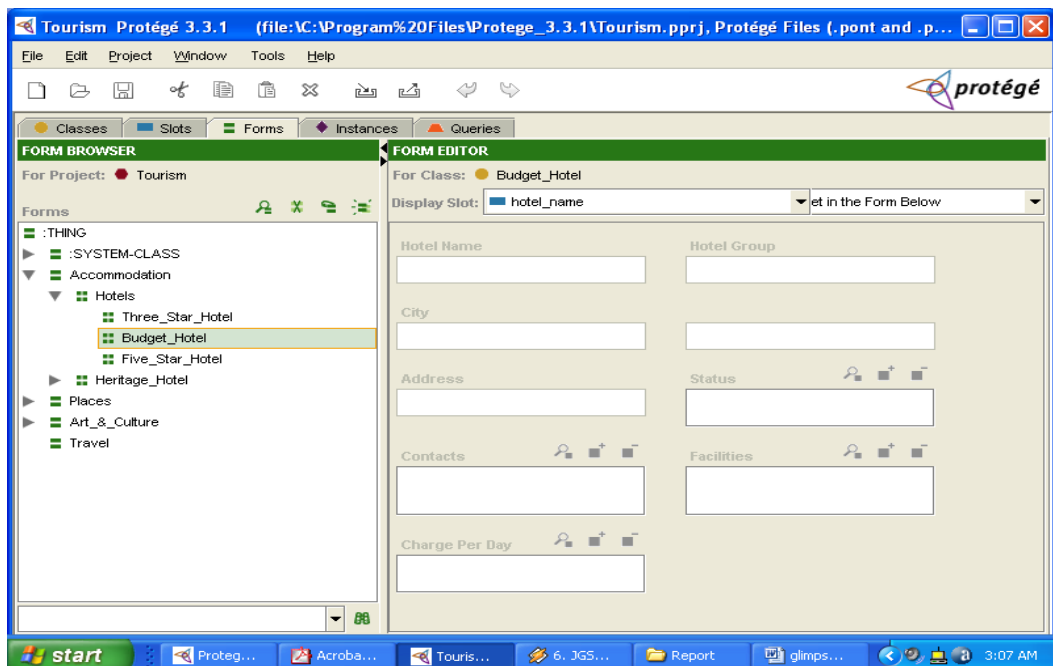 Tourism Protégé 3.3.1 (file:\C:\Program%20Files\Protege_3.3.1\Tourism.pprj, Protégé Files (.pont and .p...
File Edit Project Window Tools Help
protégé
Classes Slots Forms Instances Queries
FORM BROWSER
For Project: Tourism
Forms
:THING
:SYSTEM-CLASS
Accommodation
Hotels
Three_Star_Hotel
Budget_Hotel
Five_Star_Hotel
Heritage_Hotel
Places
Art_&_Culture
Travel
FORM EDITOR
For Class: Budget_Hotel
Display Slot: hotel_name et in the Form Below
Hotel Name Hotel Group
City
Address Status
Contacts Facilities
Charge Per Day
start Proteg... Acroba... Touris... 6. JGS... Report glimps... 3:07 AM